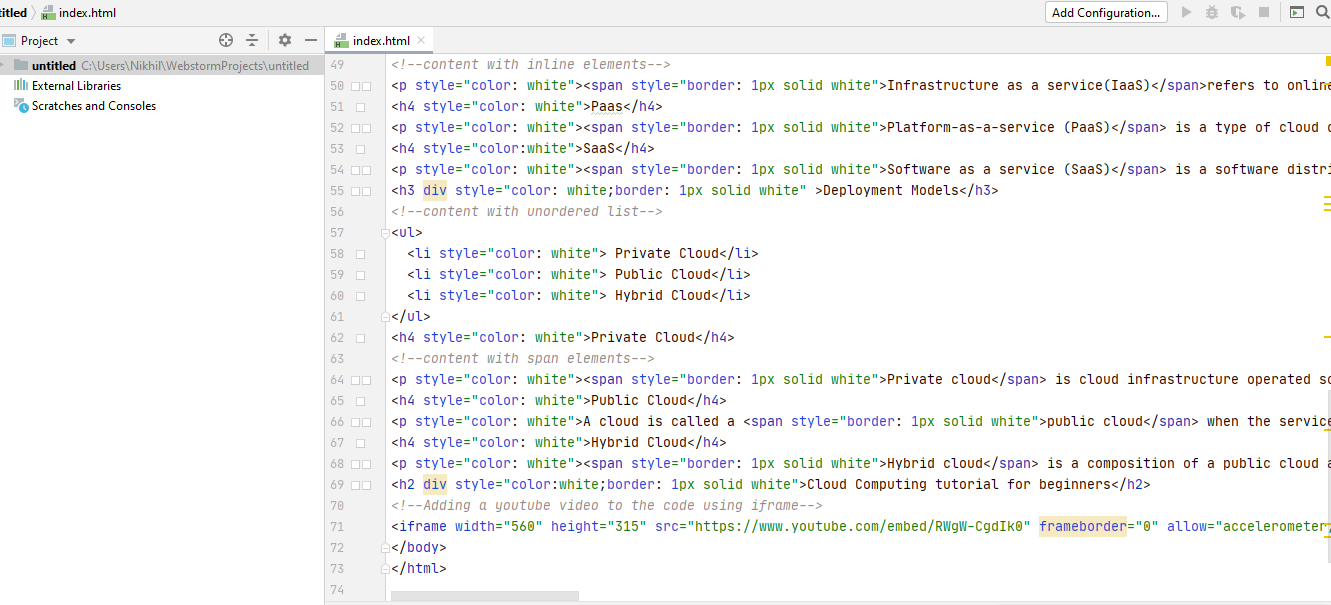 ntitled index.html Add Configuration...
Project index.html
untitled C:\Users\Nikhil\WebstormProjects\untitled
External Libraries
Scratches and Consoles
49 <!--content with inline elements-->
50 <p style="color: white"><span style="border: 1px solid white">Infrastructure as a service(IaaS)</span>refers to online
51 <h4 style="color: white">Paas</h4>
52 <p style="color: white"><span style="border: 1px solid white">Platform-as-a-service (PaaS)</span> is a type of cloud
53 <h4 style="color:white">SaaS</h4>
54 <p style="color: white"><span style="border: 1px solid white">Software as a service (SaaS)</span> is a software distri
55 <h3 div style="color: white;border: 1px solid white" >Deployment Models</h3>
56 <!--content with unordered list-->
57 <ul>
58 <li style="color: white"> Private Cloud</li>
59 <li style="color: white"> Public Cloud</li>
60 <li style="color: white"> Hybrid Cloud</li>
61 </ul>
62 <h4 style="color: white">Private Cloud</h4>
63 <!--content with span elements-->
64 <p style="color: white"><span style="border: 1px solid white">Private cloud</span> is cloud infrastructure operated so
65 <h4 style="color: white">Public Cloud</h4>
66 <p style="color: white">A cloud is called a <span style="border: 1px solid white">public cloud</span> when the service
67 <h4 style="color: white">Hybrid Cloud</h4>
68 <p style="color: white"><span style="border: 1px solid white">Hybrid cloud</span> is a composition of a public cloud a
69 <h2 div style="color:white;border: 1px solid white">Cloud Computing tutorial for beginners</h2>
70 <!--Adding a youtube video to the code using iframe-->
71 <iframe width="560" height="315" src="https://www.youtube.com/embed/RWgW-CgdIk0" frameborder="0" allow="accelerometer;
72 </body>
73 </html>
74